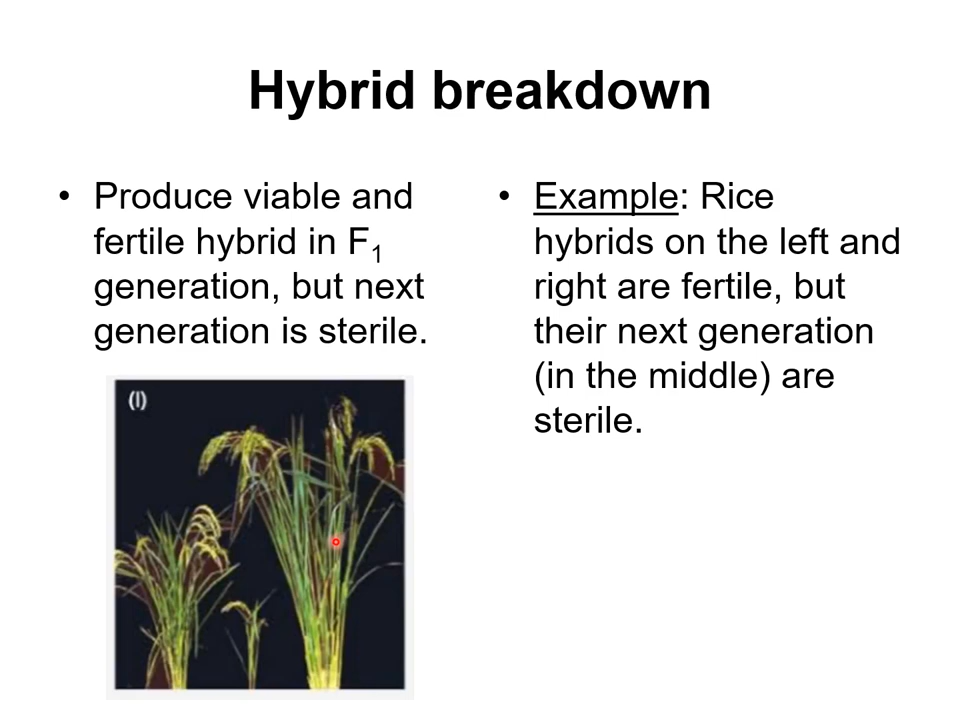 Hybrid breakdown
• Produce viable and
fertile hybrid in F₁
generation, but next
generation is sterile.
(I)
• Example: Rice
hybrids on the left and
right are fertile, but
their next generation
(in the middle) are
sterile.